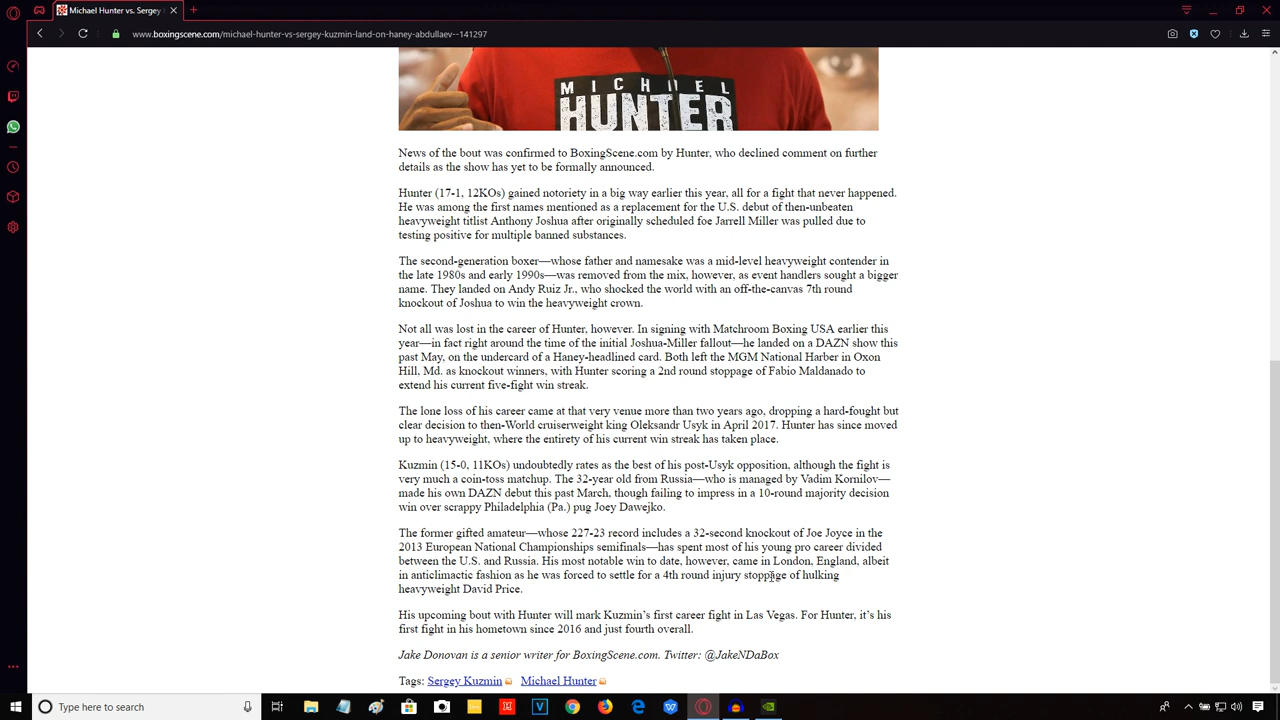 Michael Hunter vs. Sergey
www.boxingscene.com/michael-hunter-vs-sergey-kuzmin-land-on-haney-abdullaev--141297
MICHAEL
HUNTER
News of the bout was confirmed to BoxingScene.com by Hunter, who declined comment on further
details as the show has yet to be formally announced.
Hunter (17-1, 12KOs) gained notoriety in a big way earlier this year, all for a fight that never happened.
He was among the first names mentioned as a replacement for the U.S. debut of then-unbeaten
heavyweight titlist Anthony Joshua after originally scheduled foe Jarrell Miller was pulled due to
testing positive for multiple banned substances.
The second-generation boxer—whose father and namesake was a mid-level heavyweight contender in
the late 1980s and early 1990s—was removed from the mix, however, as event handlers sought a bigger
name. They landed on Andy Ruiz Jr., who shocked the world with an off-the-canvas 7th round
knockout of Joshua to win the heavyweight crown.
Not all was lost in the career of Hunter, however. In signing with Matchroom Boxing USA earlier this
year—in fact right around the time of the initial Joshua-Miller fallout—he landed on a DAZN show this
past May, on the undercard of a Haney-headlined card. Both left the MGM National Harbor in Oxon
Hill, Md. as knockout winners, with Hunter scoring a 2nd round stoppage of Fabio Maldanado to
extend his current five-fight win streak.
The lone loss of his career came at that very venue more than two years ago, dropping a hard-fought but
clear decision to then-World cruiserweight king Oleksandr Usyk in April 2017. Hunter has since moved
up to heavyweight, where the entirety of his current win streak has taken place.
Kuzmin (15-0, 11KOs) undoubtedly rates as the best of his post-Usyk opposition, although the fight is
very much a coin-toss matchup. The 32-year old from Russia—who is managed by Vadim Kornilov—
made his own DAZN debut this past March, though failing to impress in a 10-round majority decision
win over scrappy Philadelphia (Pa.) pug Joey Dawejko.
The former gifted amateur—whose 227-23 record includes a 32-second knockout of Joe Joyce in the
2013 European National Championships semifinals—has spent most of his young pro career divided
between the U.S. and Russia. His most notable win to date, however, came in London, England, albeit
in anticlimactic fashion as he was forced to settle for a 4th round injury stoppage of hulking
heavyweight David Price.
His upcoming bout with Hunter will mark Kuzmin’s first career fight in Las Vegas. For Hunter, it’s his
first fight in his hometown since 2016 and just fourth overall.
Jake Donovan is a senior writer for BoxingScene.com. Twitter: @JakeNDaBox
Tags: Sergey Kuzmin Michael Hunter
Type here to search